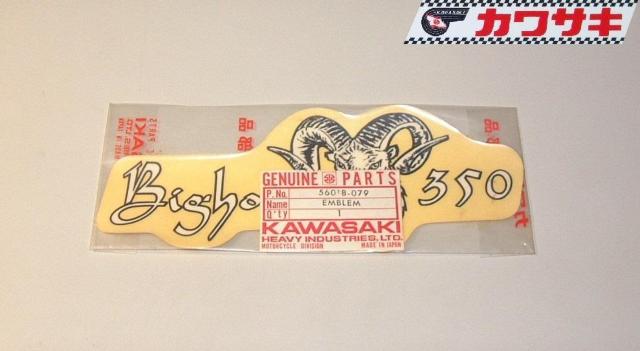 カワサキ
Bigho 350
GENUINE PARTS
P.No. 56018-079
Name EMBLEM
Q'ty 1
KAWASAKI
HEAVY INDUSTRIES, LTD.
MOTORCYCLE DIVISION MADE IN JAPAN